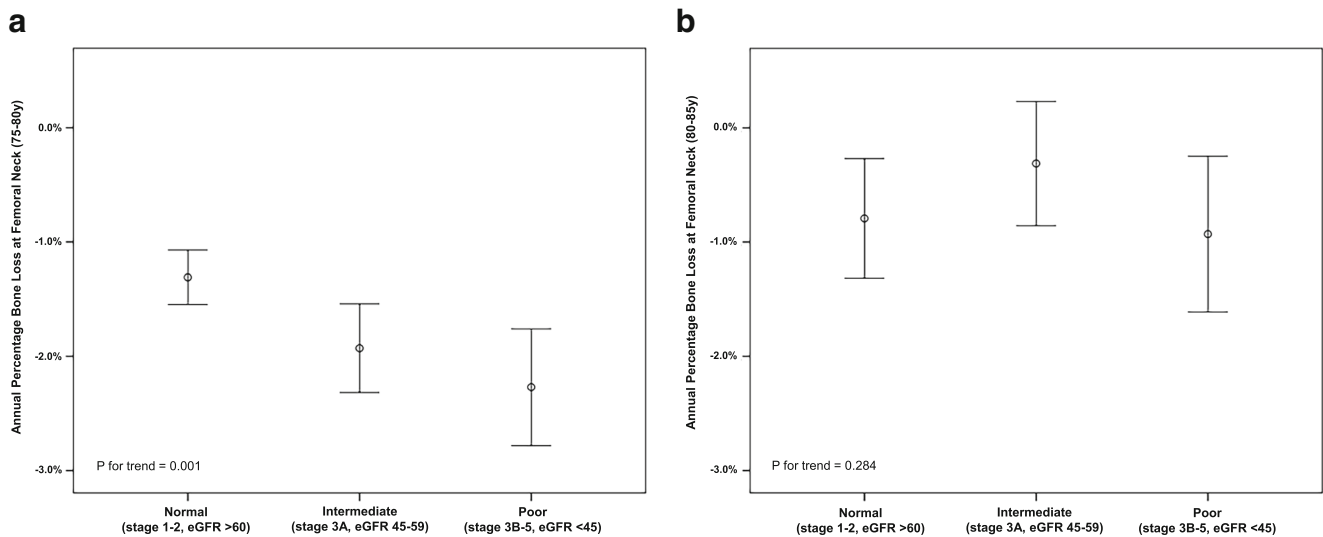 a
Annual Percentage Bone Loss at Femoral Neck (75-80y)
0.0%
-1.0%
-2.0%
-3.0%
P for trend = 0.001
Normal
(stage 1-2, eGFR >60)
Intermediate
(stage 3A, eGFR 45-59)
Poor
(stage 3B-5, eGFR <45)
b
Annual Percentage Bone Loss at Femoral Neck (80-85y)
0.0%
-1.0%
-2.0%
-3.0%
P for trend = 0.284
Normal
(stage 1-2, eGFR >60)
Intermediate
(stage 3A, eGFR 45-59)
Poor
(stage 3B-5, eGFR <45)